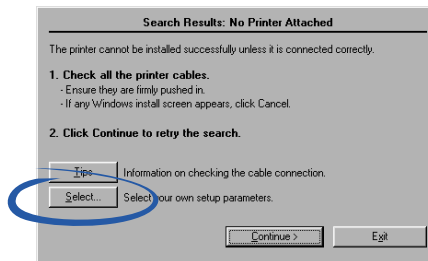 Search Results: No Printer Attached
The printer cannot be installed successfully unless it is connected correctly.
1. Check all the printer cables.
- Ensure they are firmly pushed in.
- If any Windows install screen appears, click Cancel.
2. Click Continue to retry the search.
Tips Information on checking the cable connection.
Select... Select your own setup parameters.
Continue > Exit